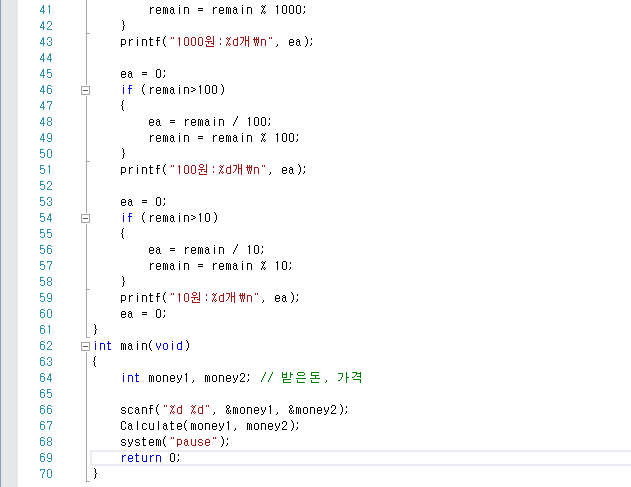 41 remain = remain % 1000;
42 }
43 printf("1000원:%d개₩n", ea);
44
45 ea = 0;
46 if (remain>100)
47 {
48 ea = remain / 100;
49 remain = remain % 100;
50 }
51 printf("100원:%d개₩n", ea);
52
53 ea = 0;
54 if (remain>10)
55 {
56 ea = remain / 10;
57 remain = remain % 10;
58 }
59 printf("10원:%d개₩n", ea);
60 ea = 0;
61 }
62 int main(void)
63 {
64 int money1, money2; // 받은돈, 가격
65
66 scanf("%d %d", &money1, &money2);
67 Calculate(money1, money2);
68 system("pause");
69 return 0;
70 }